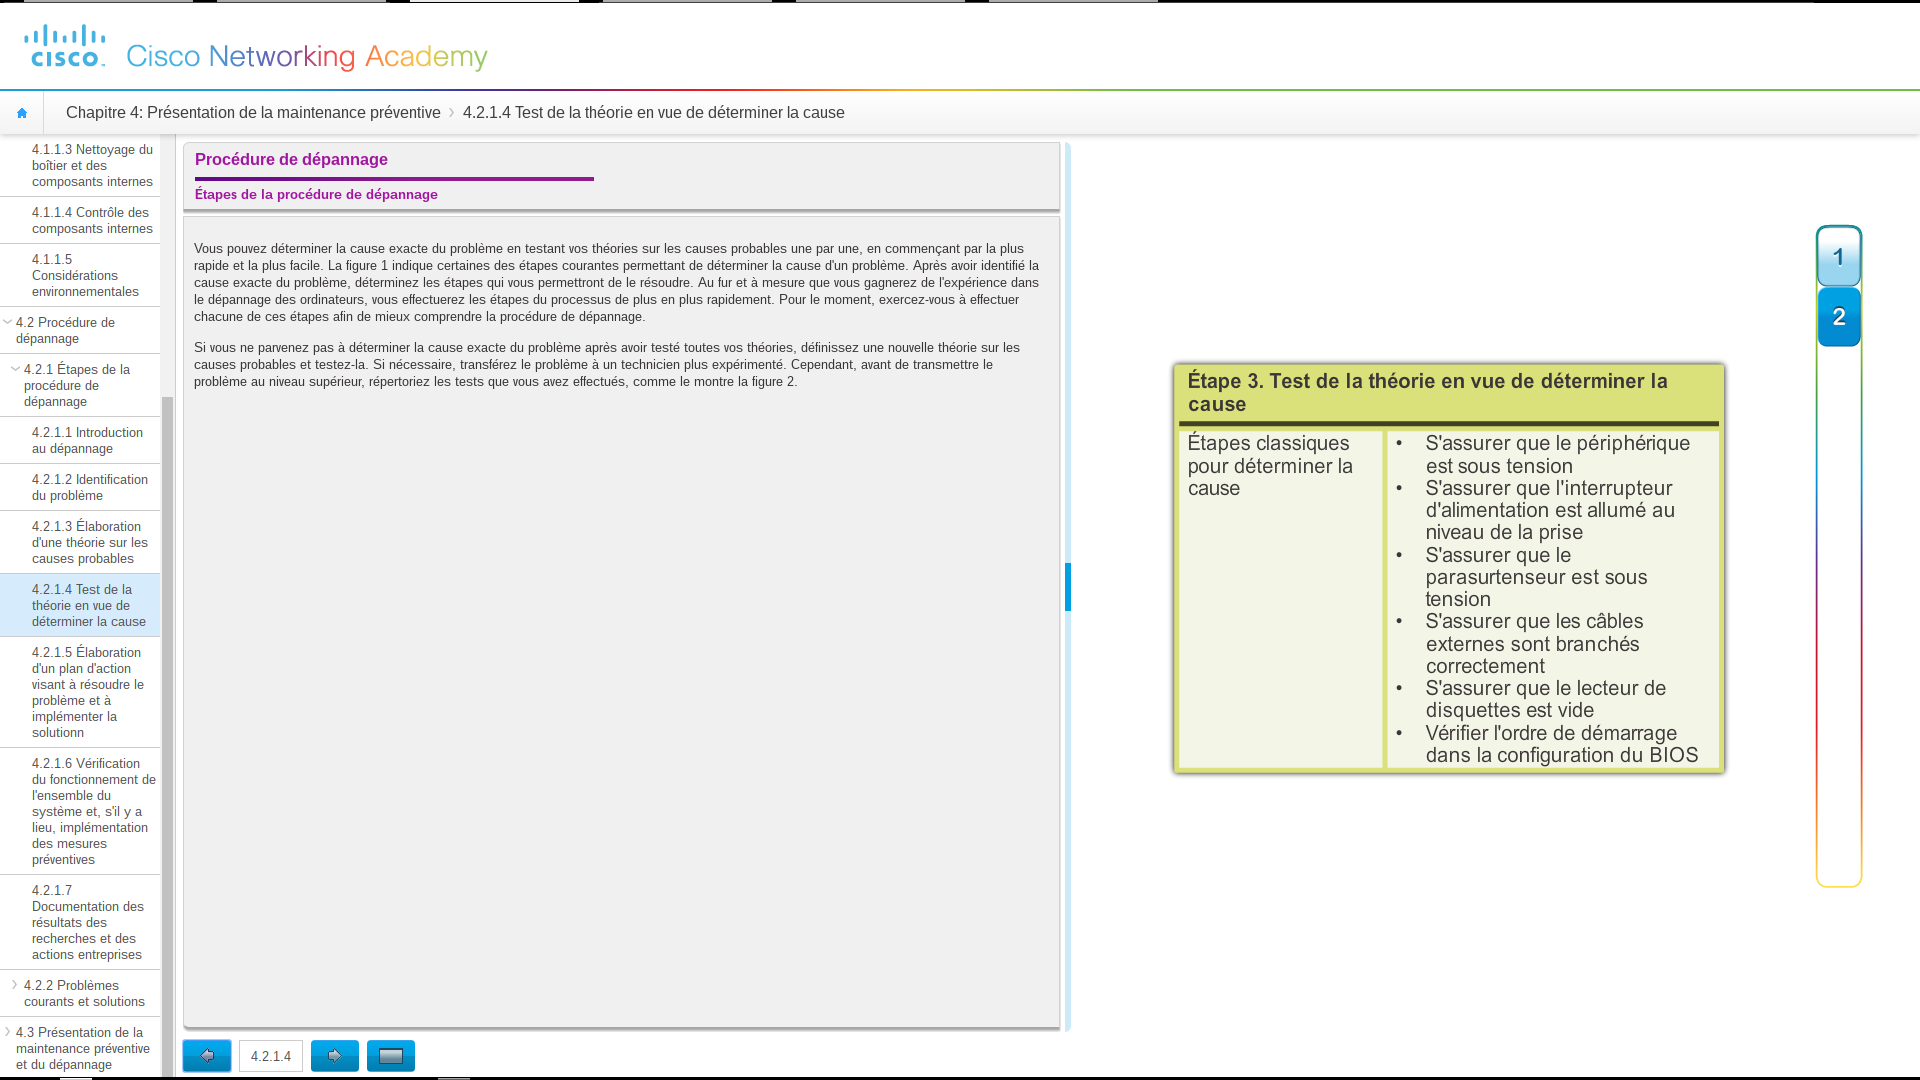 cisco
Cisco Networking Academy
Chapitre 4: Présentation de la maintenance préventive
4.2.1.4 Test de la théorie en vue de déterminer la cause
4.1.1.3 Nettoyage du
boîtier et des
composants internes
4.1.1.4 Contrôle des
composants internes
4.1.1.5
Considérations
environnementales
4.2 Procédure de
dépannage
4.2.1 Étapes de la
procédure de
dépannage
4.2.1.1 Introduction
au dépannage
4.2.1.2 Identification
du problème
4.2.1.3 Élaboration
d'une théorie sur les
causes probables
4.2.1.4 Test de la
théorie en vue de
déterminer la cause
4.2.1.5 Élaboration
d'un plan d'action
visant à résoudre le
problème et à
implémenter la
solutionn
4.2.1.6 Vérification
du fonctionnement de
l'ensemble du
système et, s'il y a
lieu, implémentation
des mesures
préventives
4.2.1.7
Documentation des
résultats des
recherches et des
actions entreprises
4.2.2 Problèmes
courants et solutions
4.3 Présentation de la
maintenance préventive
et du dépannage
Procédure de dépannage
Étapes de la procédure de dépannage
Vous pouvez déterminer la cause exacte du problème en testant vos théories sur les causes probables une par une, en commençant par la plus
rapide et la plus facile. La figure 1 indique certaines des étapes courantes permettant de déterminer la cause d'un problème. Après avoir identifié la
cause exacte du problème, déterminez les étapes qui vous permettront de le résoudre. Au fur et à mesure que vous gagnerez de l'expérience dans
le dépannage des ordinateurs, vous effectuerez les étapes du processus de plus en plus rapidement. Pour le moment, exercez-vous à effectuer
chacune de ces étapes afin de mieux comprendre la procédure de dépannage.
Si vous ne parvenez pas à déterminer la cause exacte du problème après avoir testé toutes vos théories, définissez une nouvelle théorie sur les
causes probables et testez-la. Si nécessaire, transférez le problème à un technicien plus expérimenté. Cependant, avant de transmettre le
problème au niveau supérieur, répertoriez les tests que vous avez effectués, comme le montre la figure 2.
4.2.1.4
Étape 3. Test de la théorie en vue de déterminer la
cause
Étapes classiques
pour déterminer la
cause
• S'assurer que le périphérique
est sous tension
• S'assurer que l'interrupteur
d'alimentation est allumé au
niveau de la prise
• S'assurer que le
parasurtenseur est sous
tension
• S'assurer que les câbles
externes sont branchés
correctement
• S'assurer que le lecteur de
disquettes est vide
• Vérifier l'ordre de démarrage
dans la configuration du BIOS
1
2